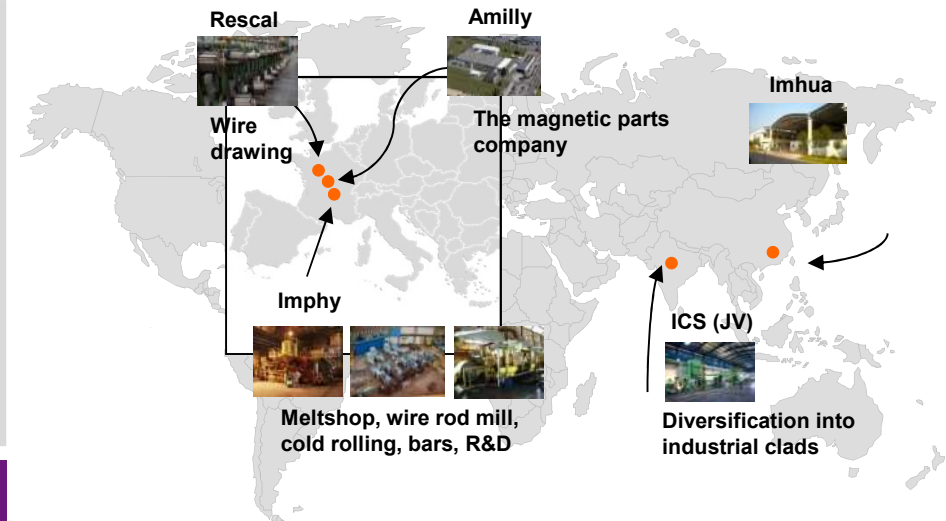 Rescal
Amilly
Imhua
Wire
drawing
The magnetic parts
company
Imphy
ICS (JV)
Meltshop, wire rod mill,
cold rolling, bars, R&D
Diversification into
industrial clads